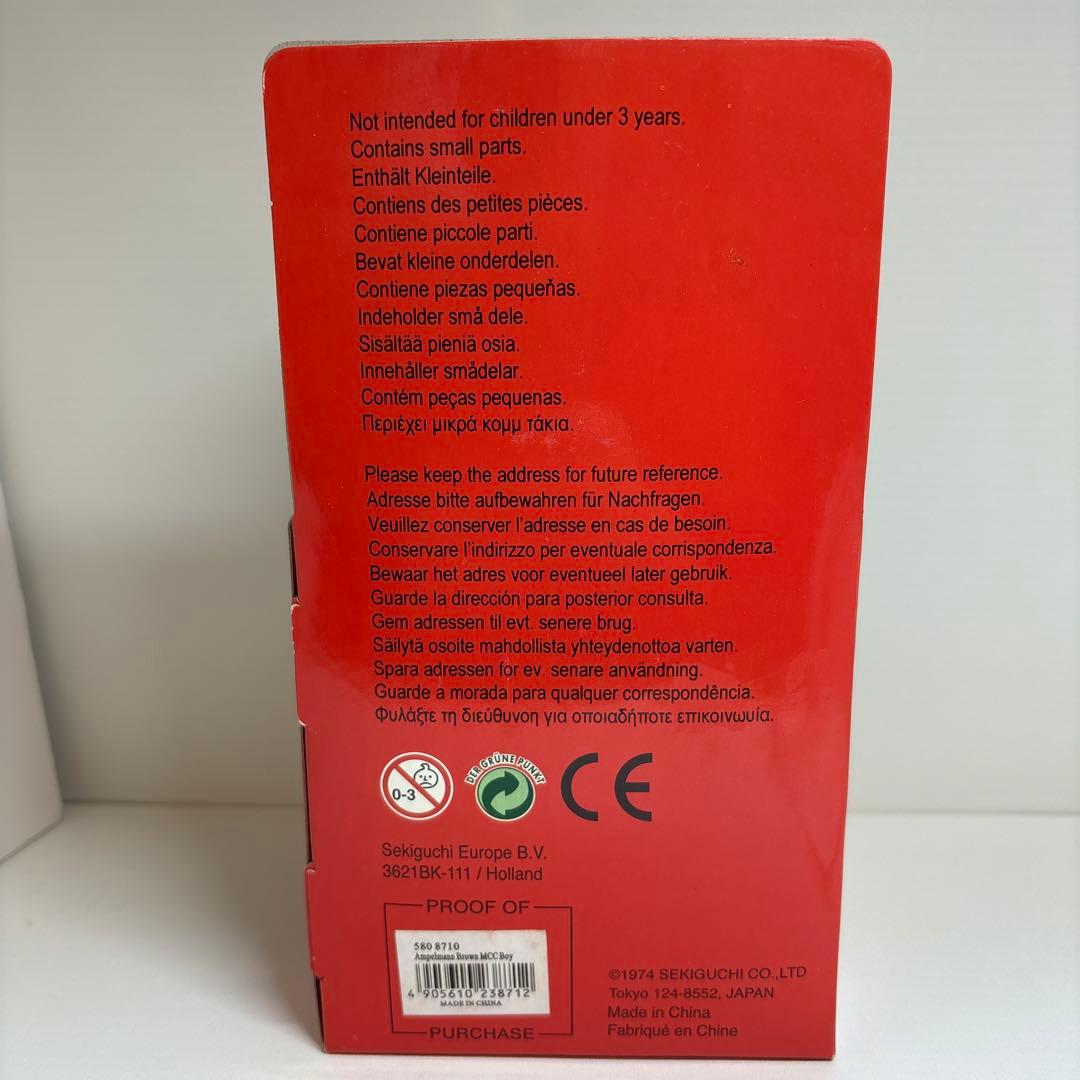 Not intended for children under 3 years.
Contains small parts.
Enthält Kleinteile.
Contiens des petites pièces.
Contiene piccole parti.
Bevat kleine onderdelen.
Contiene piezas pequeňas.
Indeholder små dele.
Sisältää pieniä osia.
Innehåller smådelar.
Contém peças pequenas.
Περιέχει μικρά κομμ τάκια.
Please keep the address for future reference.
Adresse bitte aufbewahren für Nachfragen.
Veuillez conserver l'adresse en cas de besoin.
Conservare l'indirizzo per eventuale corrispondenza.
Bewaar het adres voor eventueel later gebruik.
Guarde la dirección para posterior consulta.
Gem adressen til evt. senere brug.
Säilytä osoite mahdollista yhteydenottoa varten.
Spara adressen for ev. senare användning.
Guarde a morada para qualquer correspondência.
Φυλάξτε τη διεύθυνοη για οποιαδήποτε επικοινωυία.
0-3
DER GRÜNE PUNKT
CE
Sekiguchi Europe B.V.
3621BK-111 / Holland
PROOF OF
580 8710
Ampelmann Brown MCC Boy
4 905610 238712
MADE IN CHINA
PURCHASE
©1974 SEKIGUCHI CO.,LTD
Tokyo 124-8552, JAPAN
Made in China
Fabriqué en Chine